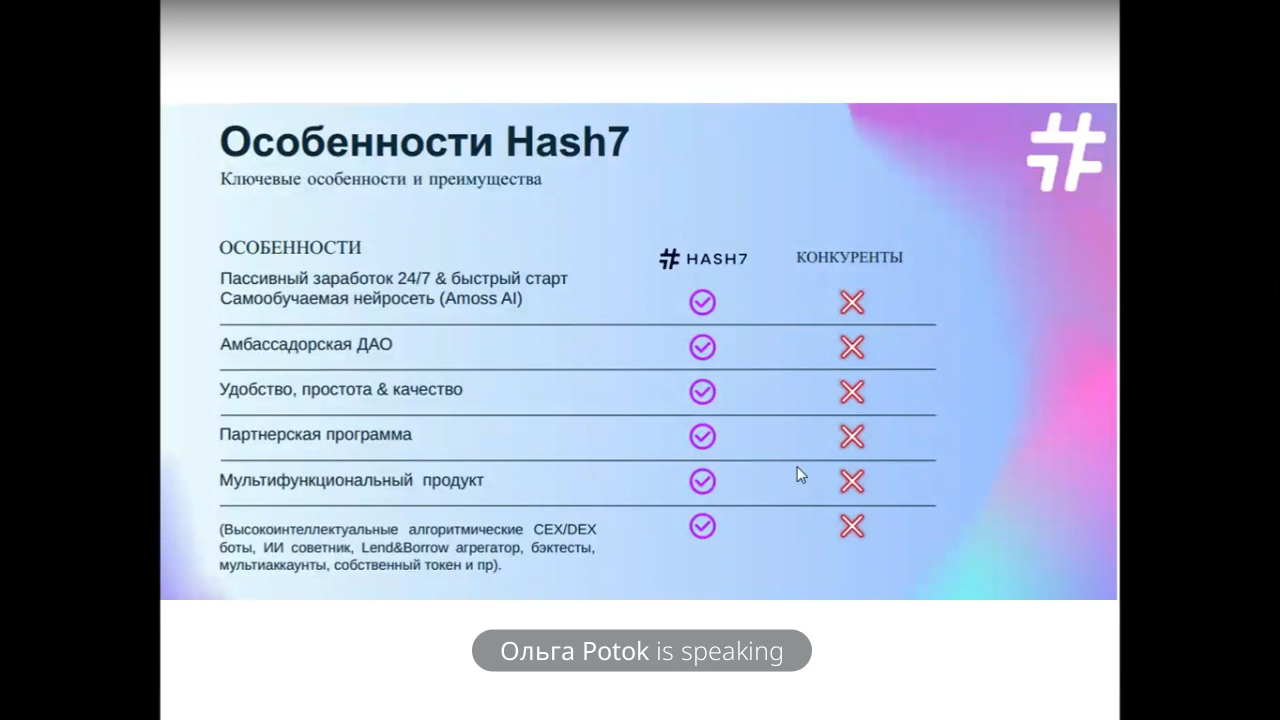 Особенности Hash7
Ключевые особенности и преимущества
ОСОБЕННОСТИ
HASH7
КОНКУРЕНТЫ
Пассивный заработок 24/7 & быстрый старт
Самообучаемая нейросеть (Amoss AI)
Амбассадорская ДАО
Удобство, простота & качество
Партнерская программа
Мультифункциональный продукт
(Высокоинтеллектуальные алгоритмические CEX/DEX
боты, ИИ советник, Lend&Borrow агрегатор, бэктесты,
мультиаккаунты, собственный токен и пр).
Ольга Potok is speaking